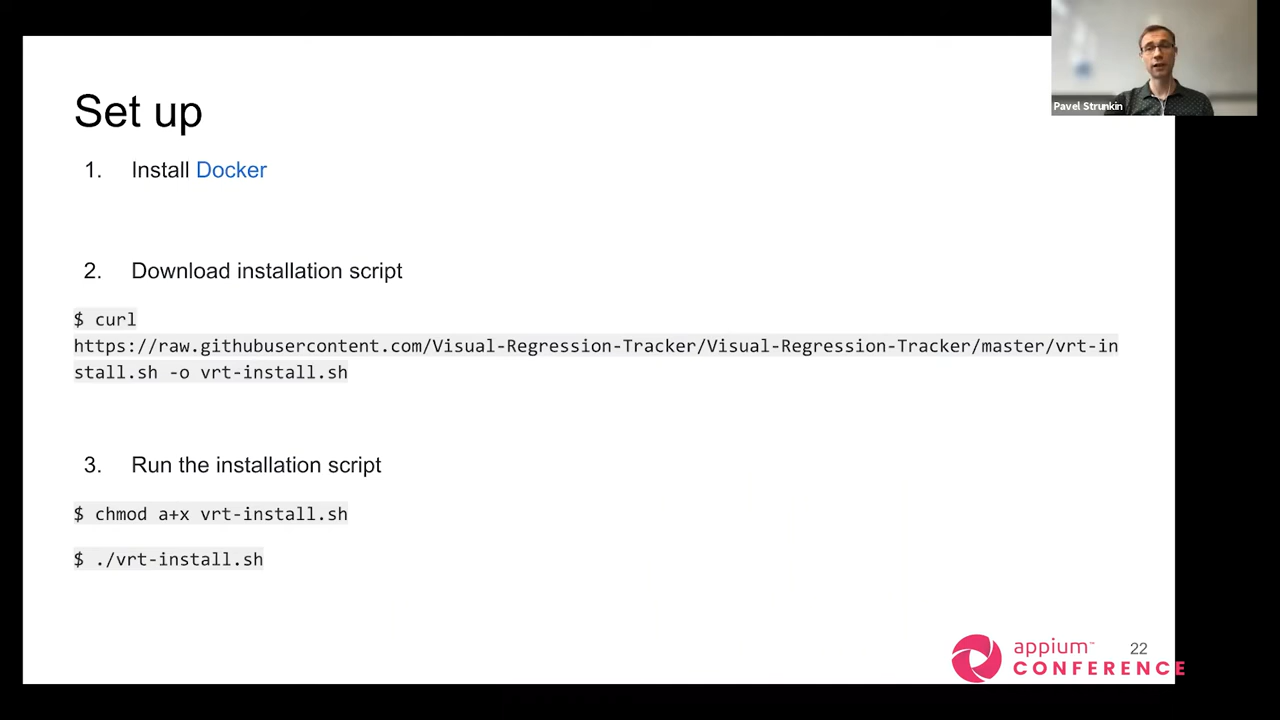 Pavel Strunkin
Set up
1. Install Docker
2. Download installation script
$ curl
https://raw.githubusercontent.com/Visual-Regression-Tracker/Visual-Regression-Tracker/master/vrt-in
stall.sh -o vrt-install.sh
3. Run the installation script
$ chmod a+x vrt-install.sh
$ ./vrt-install.sh
appium™
CONFERENCE
22